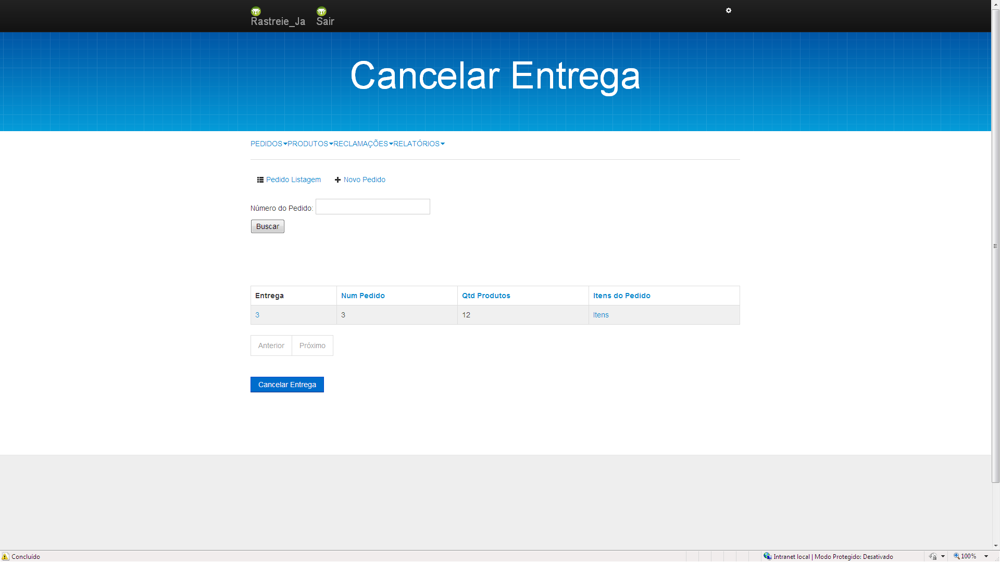 Rastreie_Ja Sair
Cancelar Entrega
PEDIDOS PRODUTOS RECLAMAÇÕES RELATÓRIOS
Pedido Listagem Novo Pedido
Número do Pedido:
Buscar
Entrega Num Pedido Qtd Produtos Itens do Pedido
3 3 12 Itens
Anterior Próximo
Cancelar Entrega
Concluído Intranet local | Modo Protegido: Desativado 100%